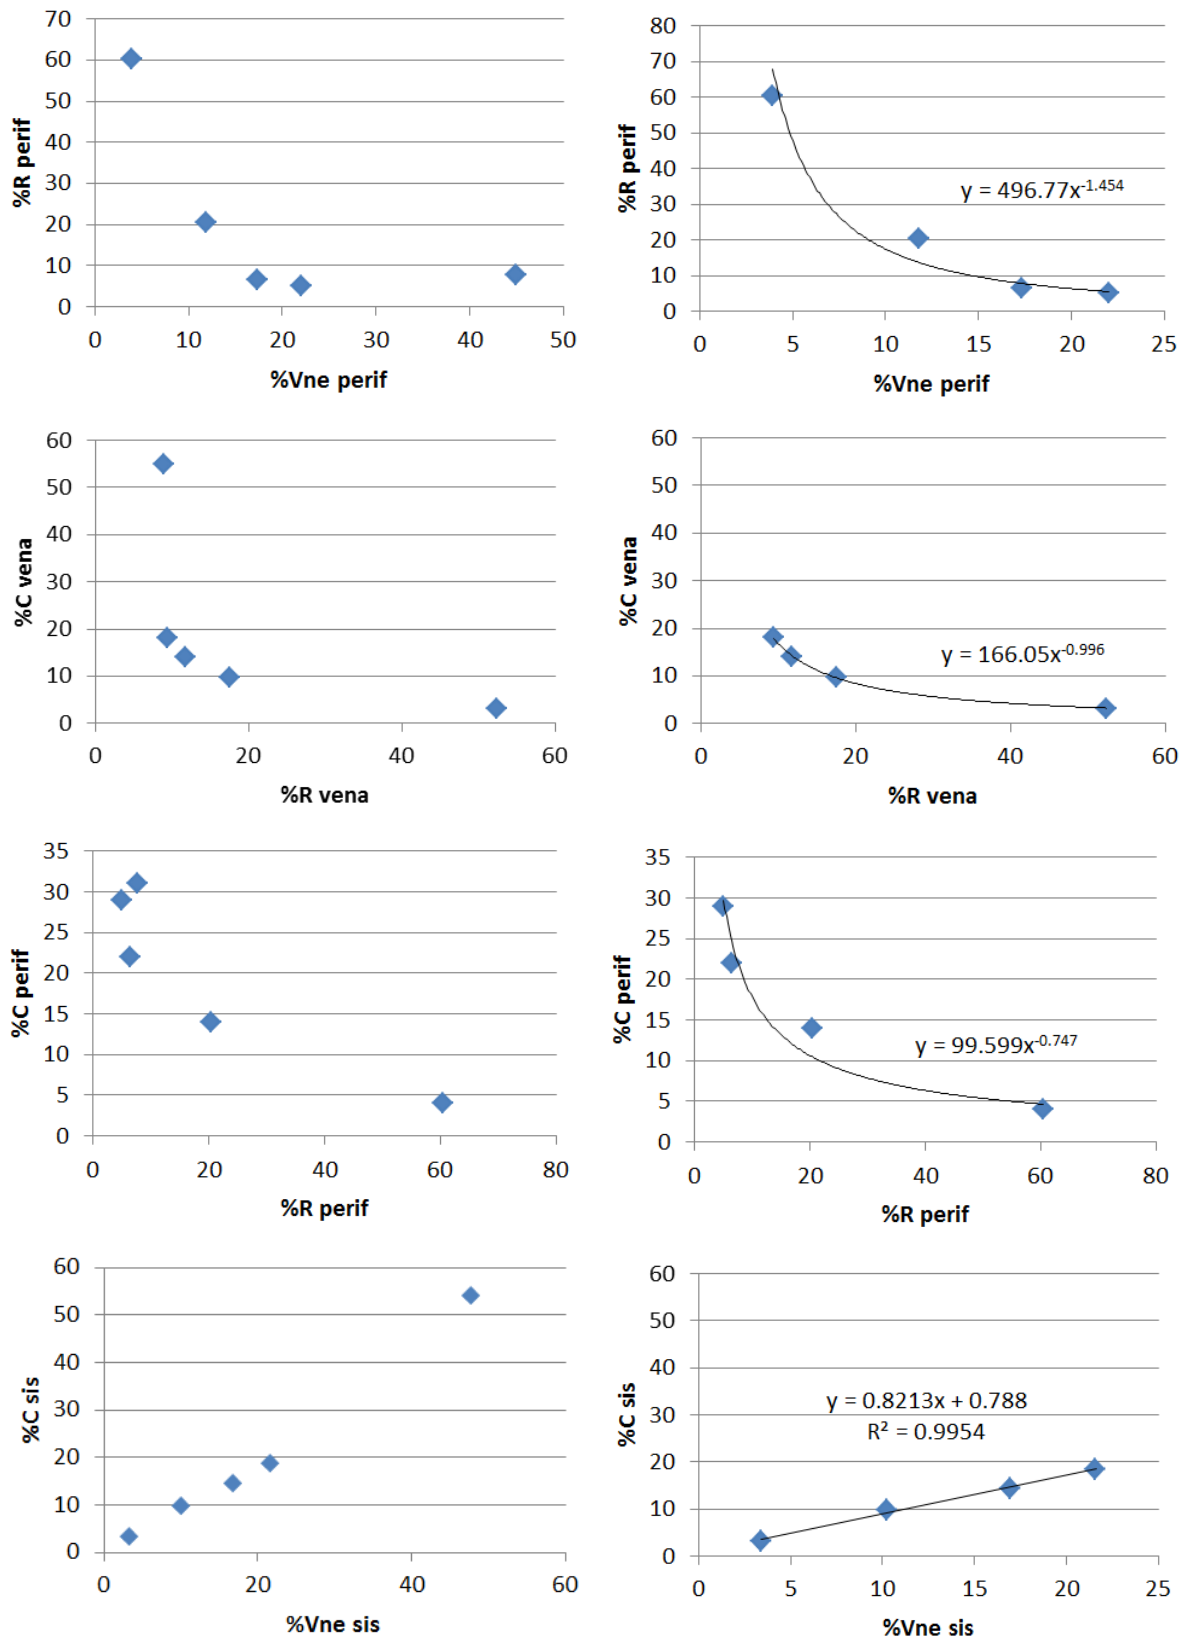 70
60
50
40
30
20
10
0
%R perif
0 10 20 30 40 50
%Vne perif
80
70
60
50
40
30
20
10
0
%R perif
y = 496.77x^-1.454
0 5 10 15 20 25
%Vne perif
60
50
40
30
20
10
0
%C vena
0 20 40 60
%R vena
60
50
40
30
20
10
0
%C vena
y = 166.05x^-0.996
0 20 40 60
%R vena
35
30
25
20
15
10
5
0
%C perif
0 20 40 60 80
%R perif
35
30
25
20
15
10
5
0
%C perif
y = 99.599x^-0.747
0 20 40 60 80
%R perif
60
50
40
30
20
10
0
%C sis
0 20 40 60
%Vne sis
60
50
40
30
20
10
0
%C sis
y = 0.8213x + 0.788
R² = 0.9954
0 5 10 15 20 25
%Vne sis